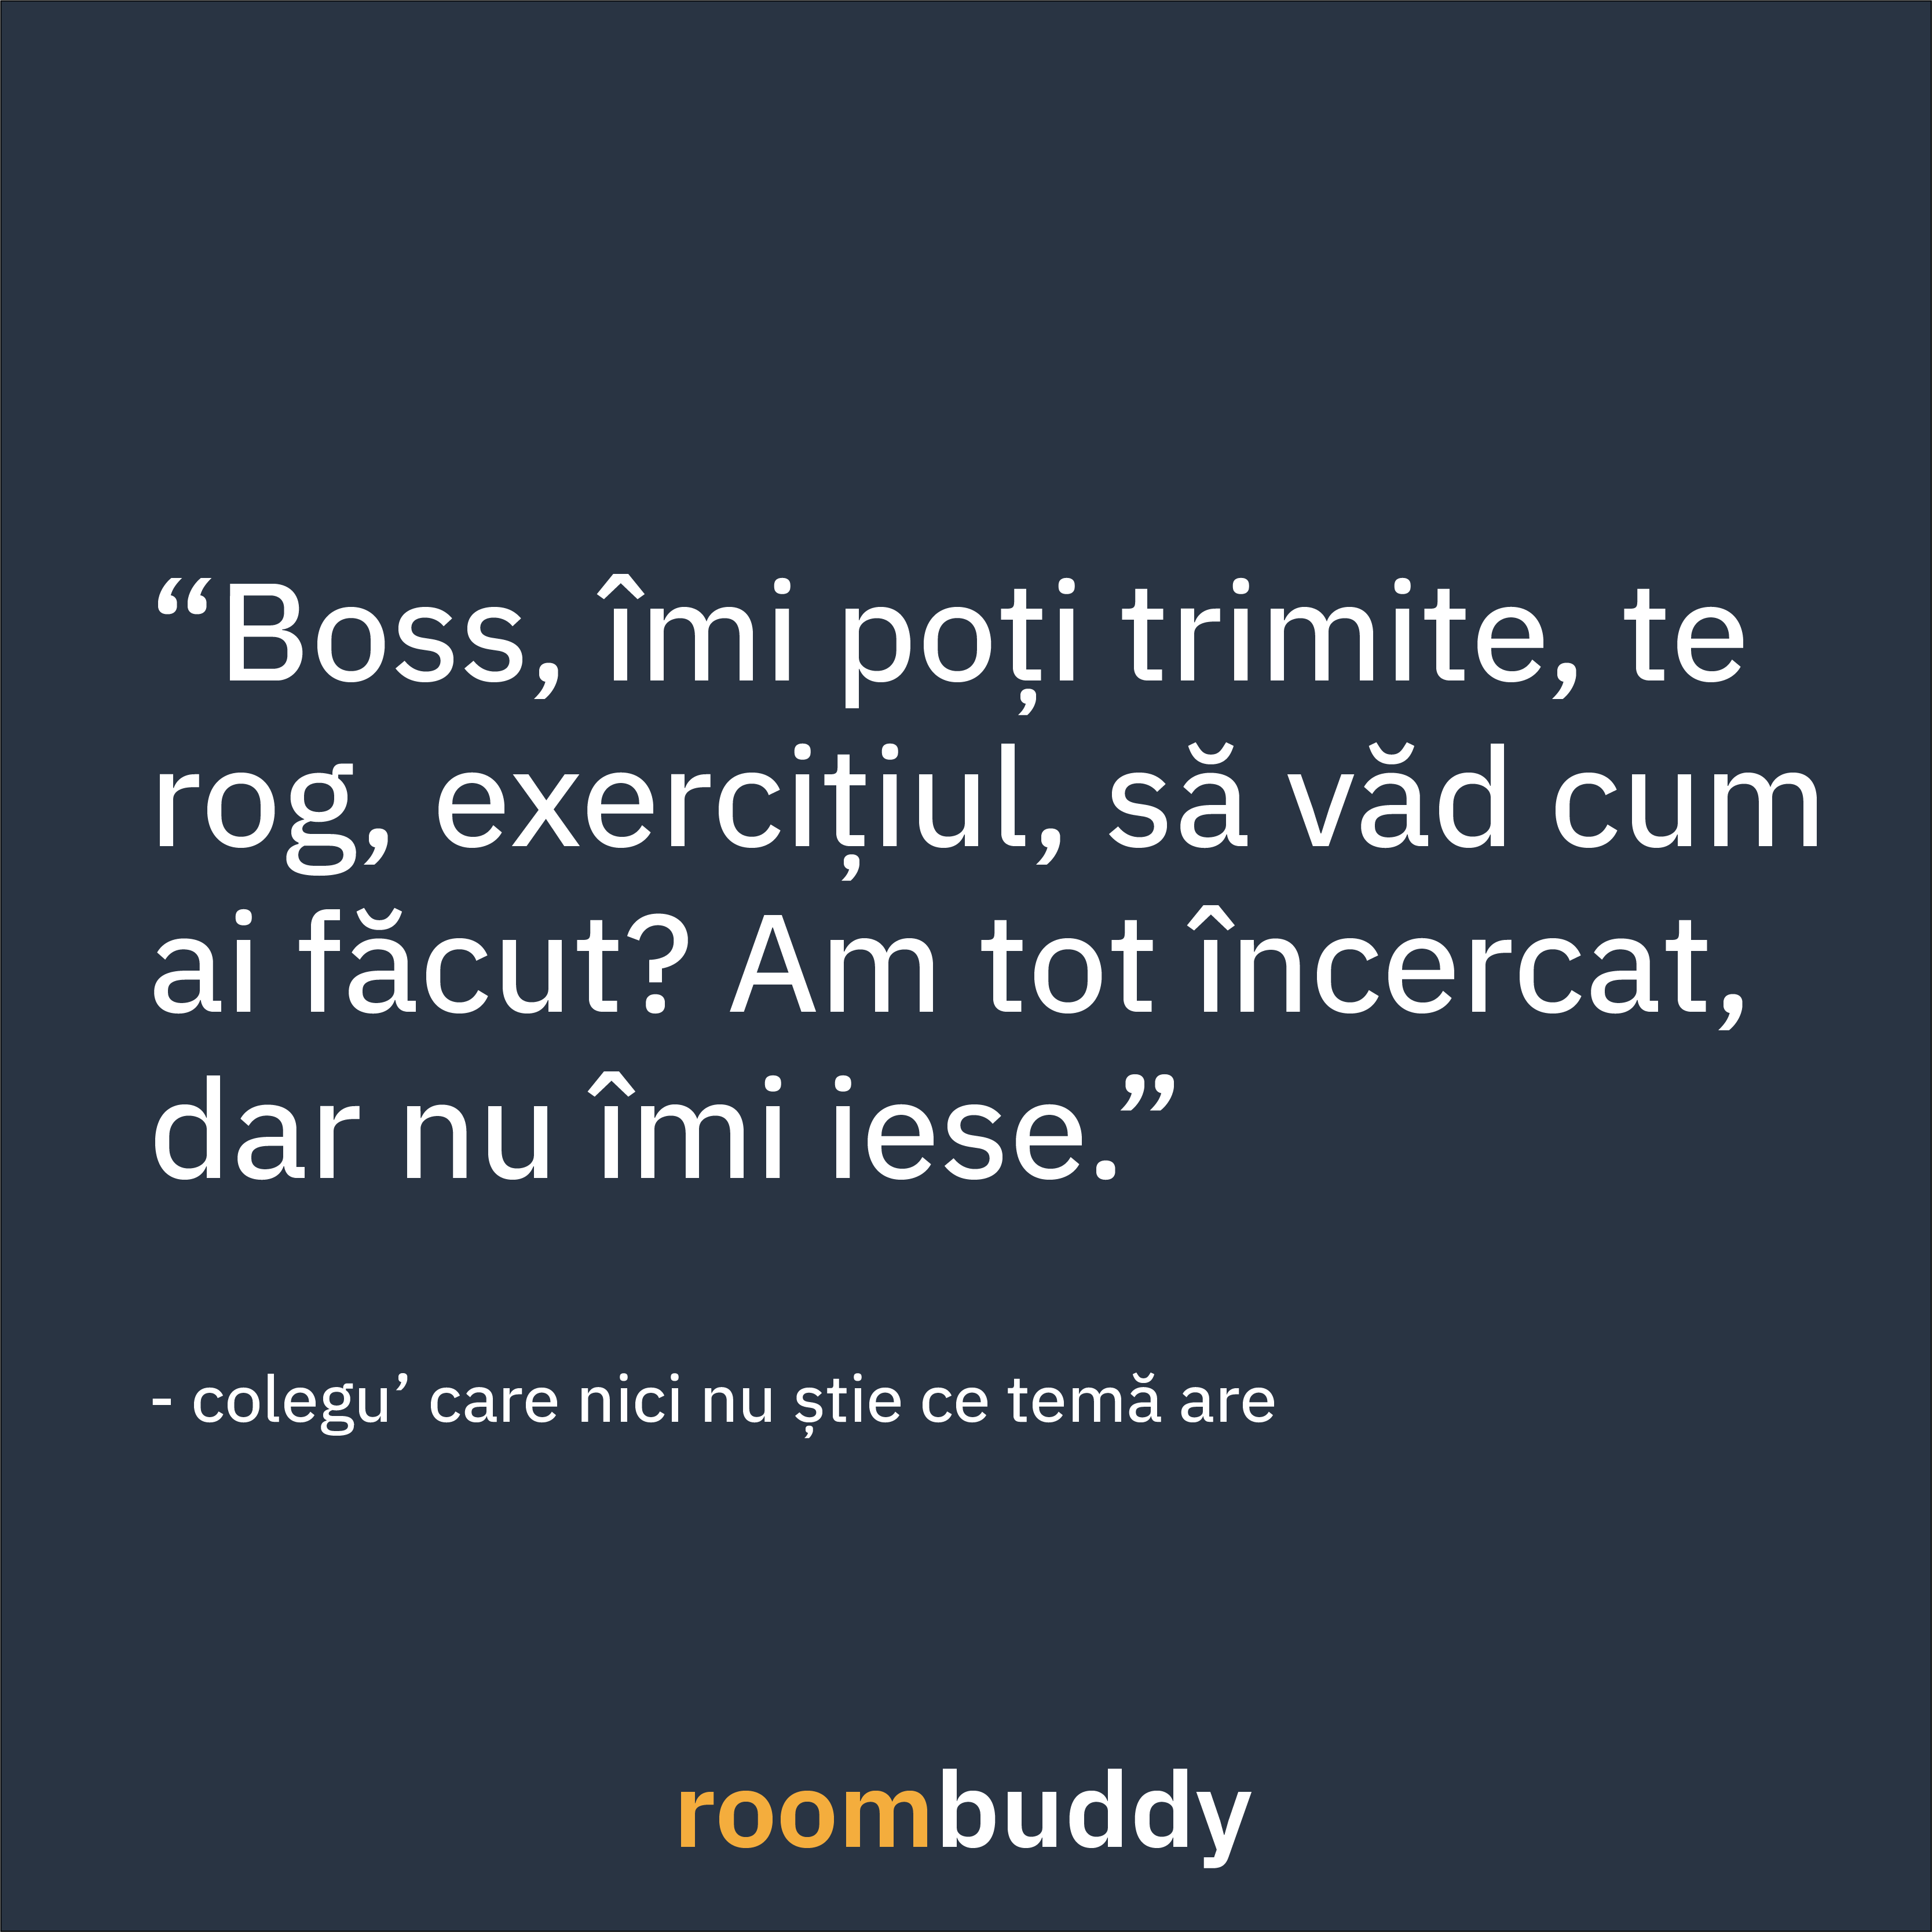 “Boss, îmi poți trimite, te
rog, exercițiul, să văd cum
ai făcut? Am tot încercat,
dar nu îmi iese.”
- colegu’ care nici nu știe ce temă are
roombuddy